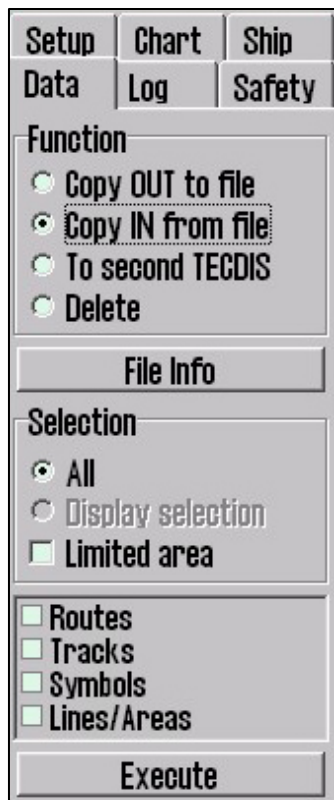 Setup Chart Ship
Data Log Safety
Function
Copy OUT to file
Copy IN from file
To second TECDIS
Delete
File Info
Selection
All
Display selection
Limited area
Routes
Tracks
Symbols
Lines/Areas
Execute